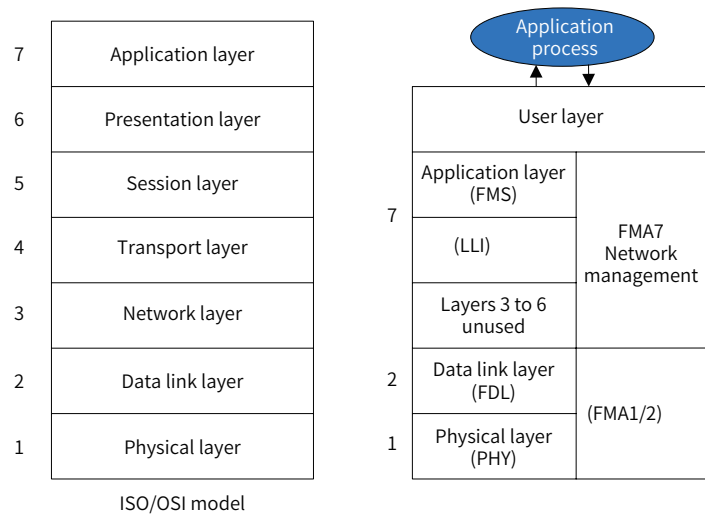 7
Application layer
6
Presentation layer
5
Session layer
4
Transport layer
3
Network layer
2
Data link layer
1
Physical layer
ISO/OSI model
Application
process
User layer
7
Application layer
(FMS)
(LLI)
Layers 3 to 6
unused
FMA7
Network
management
2
Data link layer
(FDL)
1
Physical layer
(PHY)
(FMA1/2)